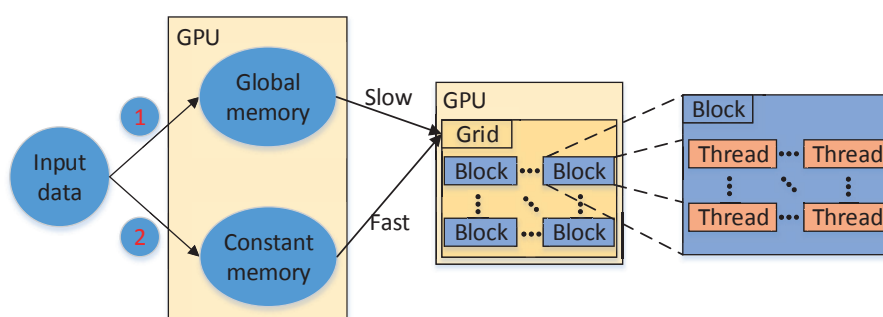 GPU
Global
memory
1
Slow
Input
data
2
Constant
memory
Fast
GPU
Grid
Block
Block
Block
Block
Block
Thread
Thread
Thread
Thread